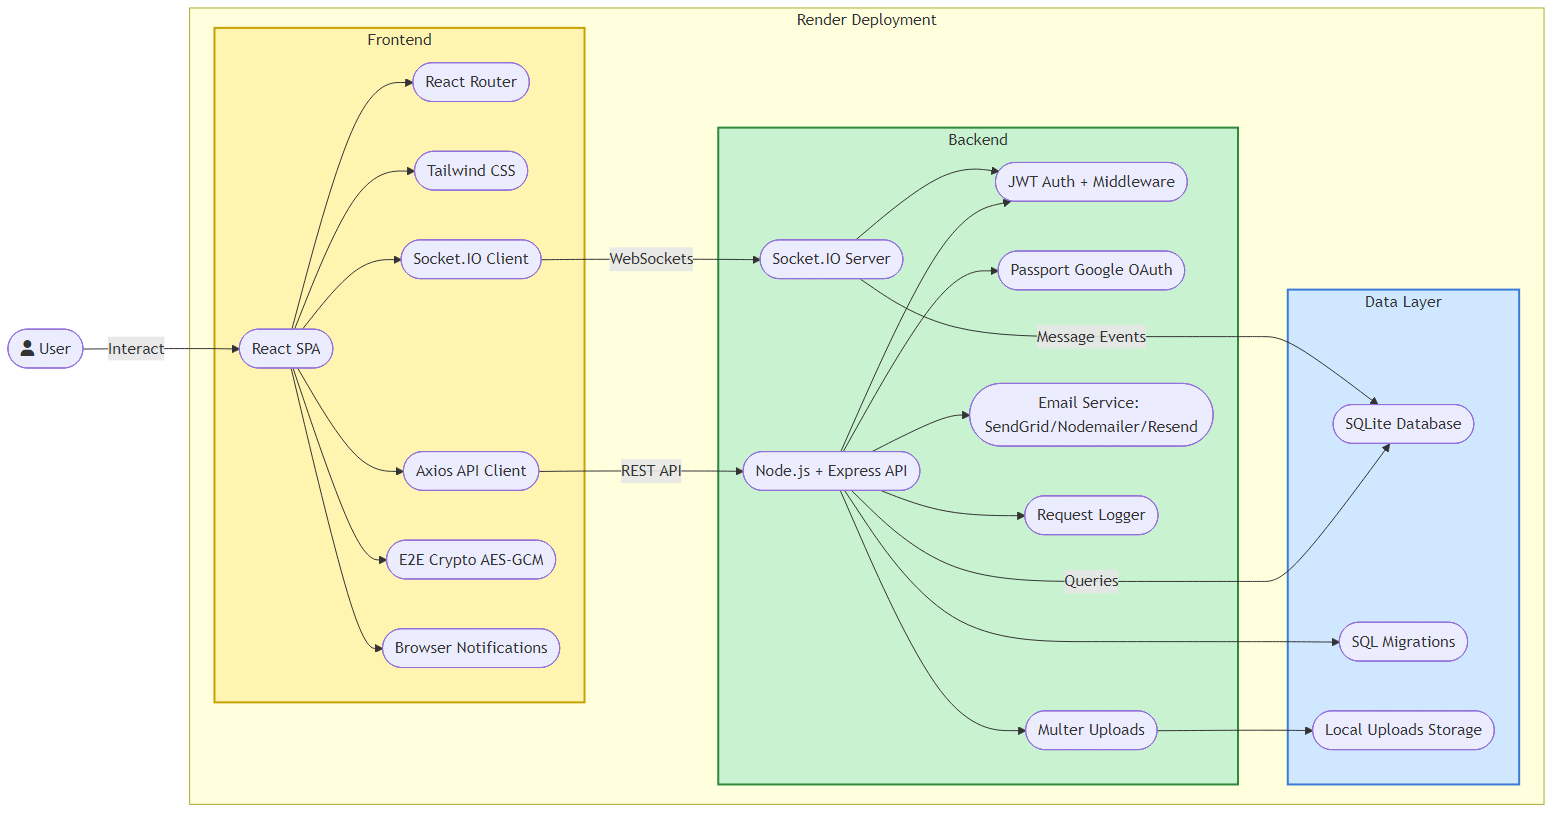 Render Deployment
Frontend
React Router
Tailwind CSS
Socket.IO Client
User
Interact
React SPA
Axios API Client
E2E Crypto AES-GCM
Browser Notifications
WebSockets
REST API
Backend
JWT Auth + Middleware
Socket.IO Server
Passport Google OAuth
Message Events
Email Service:
SendGrid/Nodemailer/Resend
Node.js + Express API
Request Logger
Queries
Multer Uploads
Data Layer
SQLite Database
SQL Migrations
Local Uploads Storage